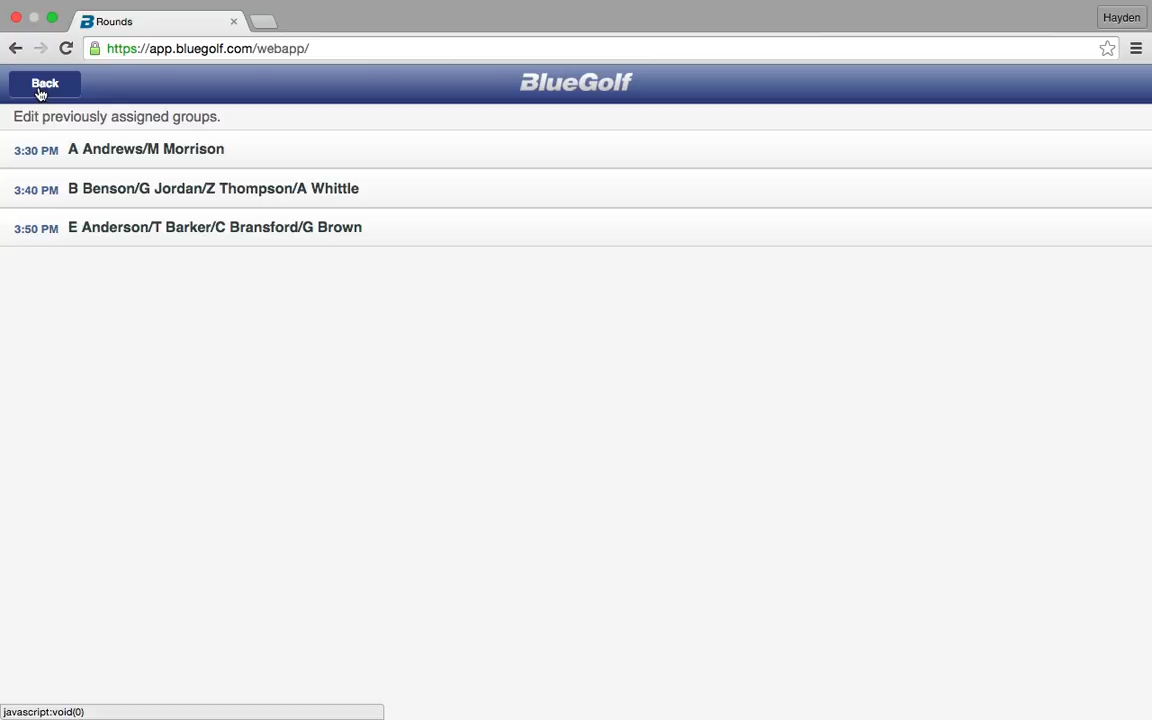 Rounds
Hayden
https://app.bluegolf.com/webapp/
Back
BlueGolf
Edit previously assigned groups.
3:30 PM A Andrews/M Morrison
3:40 PM B Benson/G Jordan/Z Thompson/A Whittle
3:50 PM E Anderson/T Barker/C Bransford/G Brown
javascript:void(0)